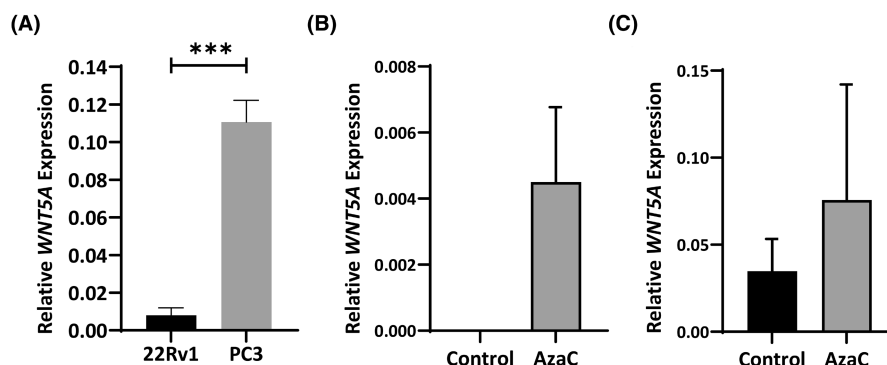 (A)
Relative WNT5A Expression
0.14
0.12
0.10
0.08
0.06
0.04
0.02
0.00
***
22Rv1 PC3
(B)
Relative WNT5A Expression
0.008
0.006
0.004
0.002
0.000
Control AzaC
(C)
Relative WNT5A Expression
0.15
0.10
0.05
0.00
Control AzaC